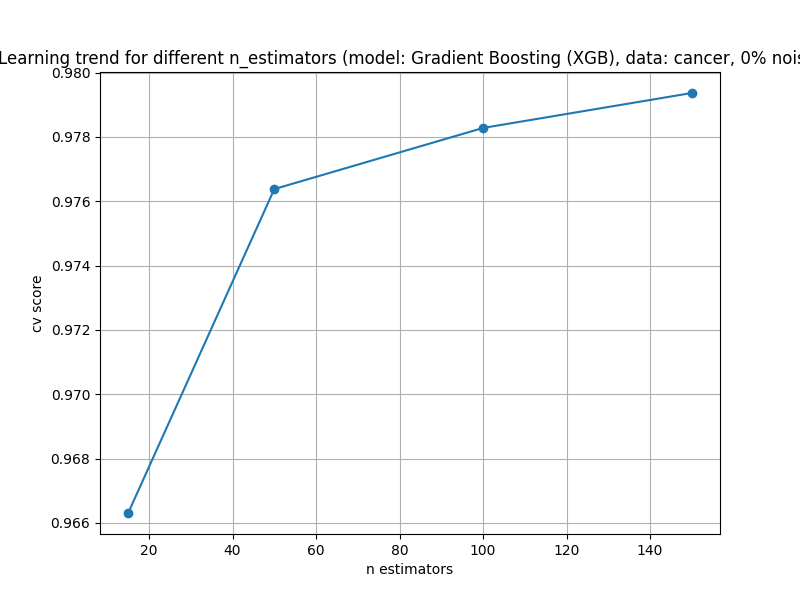 Learning trend for different n_estimators (model: Gradient Boosting (XGB), data: cancer, 0% nois
0.980
0.978
0.976
0.974
0.972
0.970
0.968
0.966
cv score
20 40 60 80 100 120 140
n estimators